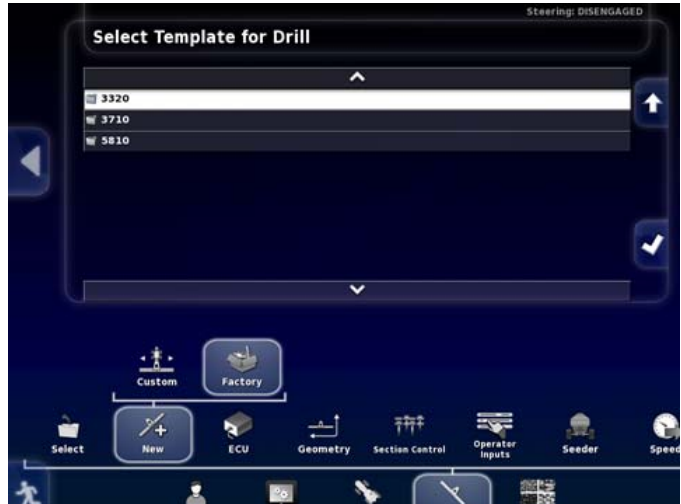 Steering: DISENGAGED
Select Template for Drill
3320
3710
5810
Custom
Factory
Select
New
ECU
Geometry
Section Control
Operator
Inputs
Seeder
Speed